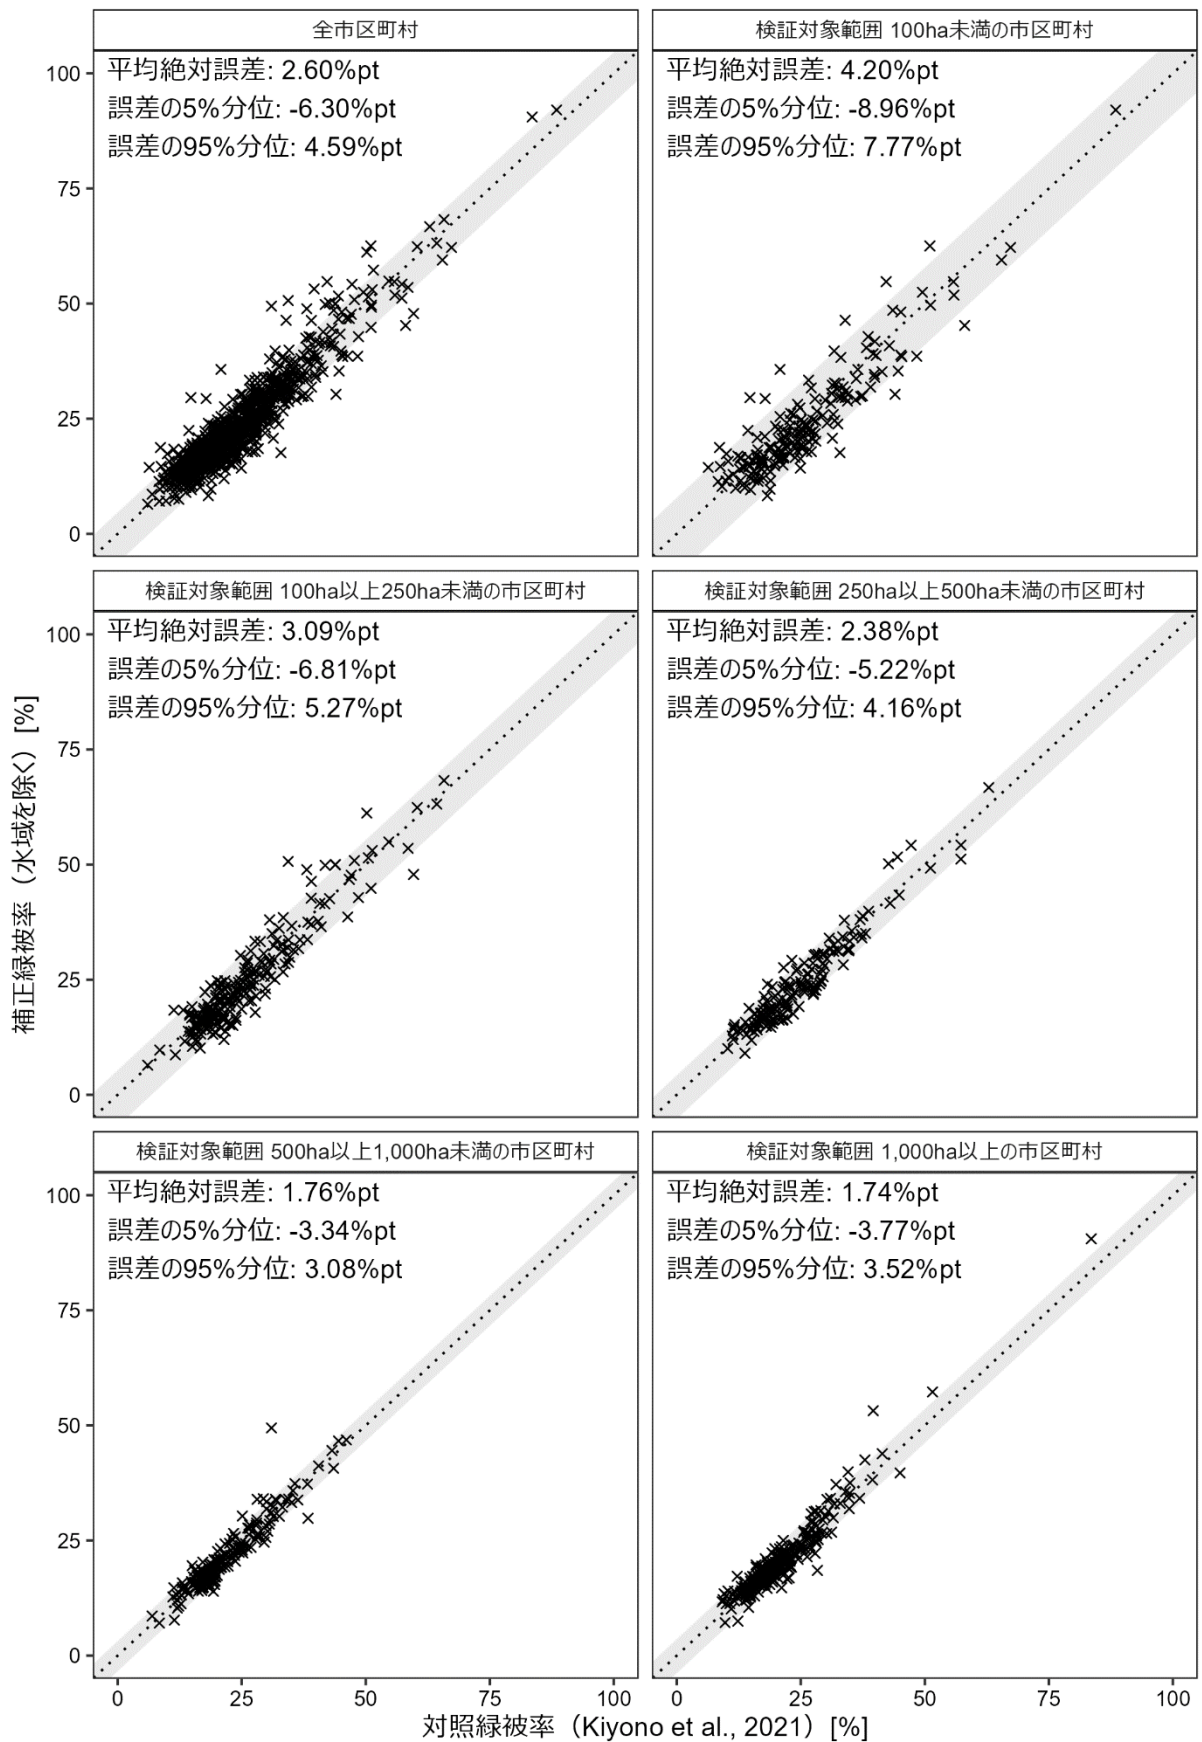 全市区町村
平均絶対誤差: 2.60%pt
誤差の5%分位: -6.30%pt
誤差の95%分位: 4.59%pt
100
75
50
25
0
検証対象範囲 100ha未満の市区町村
平均絶対誤差: 4.20%pt
誤差の5%分位: -8.96%pt
誤差の95%分位: 7.77%pt
検証対象範囲 100ha以上250ha未満の市区町村
平均絶対誤差: 3.09%pt
誤差の5%分位: -6.81%pt
誤差の95%分位: 5.27%pt
100
75
50
25
0
検証対象範囲 250ha以上500ha未満の市区町村
平均絶対誤差: 2.38%pt
誤差の5%分位: -5.22%pt
誤差の95%分位: 4.16%pt
補正緑被率（水域を除く）[%]
検証対象範囲 500ha以上1,000ha未満の市区町村
平均絶対誤差: 1.76%pt
誤差の5%分位: -3.34%pt
誤差の95%分位: 3.08%pt
100
75
50
25
0
0 25 50 75 100
検証対象範囲 1,000ha以上の市区町村
平均絶対誤差: 1.74%pt
誤差の5%分位: -3.77%pt
誤差の95%分位: 3.52%pt
0 25 50 75 100
対照緑被率（Kiyono et al., 2021）[%]